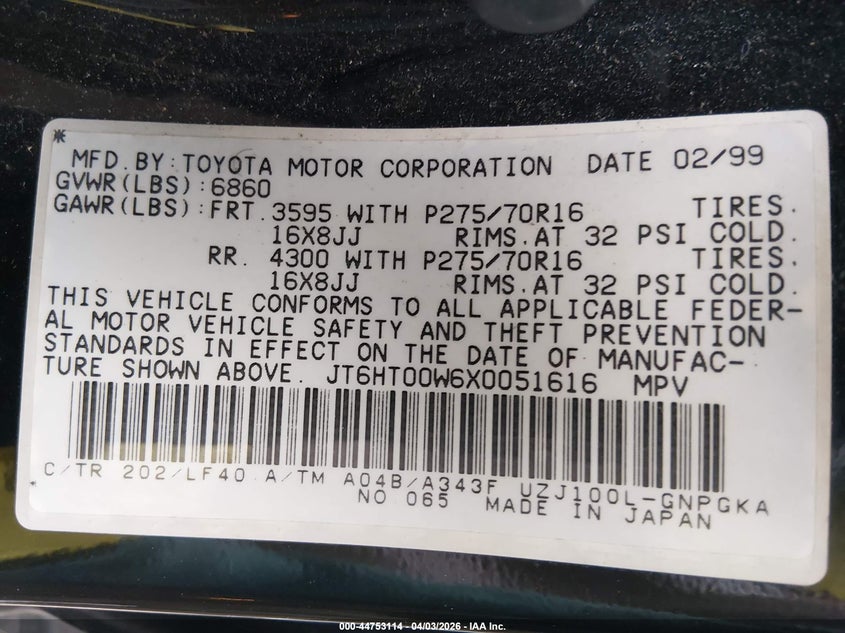 *
MFD.BY:TOYOTA MOTOR CORPORATION DATE 02/99
GVWR(LBS):6860
GAWR(LBS):FRT.3595 WITH P275/70R16 TIRES.
16X8JJ RIMS.AT 32 PSI COLD.
RR. 4300 WITH P275/70R16 TIRES.
16X8JJ RIMS.AT 32 PSI COLD.
THIS VEHICLE CONFORMS TO ALL APPLICABLE FEDER-
AL MOTOR VEHICLE SAFETY AND THEFT PREVENTION
STANDARDS IN EFFECT ON THE DATE OF MANUFAC-
TURE SHOWN ABOVE. JT6HT00W6X0051616 MPV
C/TR 202/LF40 A/TM A04B/A343F UZJ100L-GNPGKA
NO 065 MADE IN JAPAN
000-44753114 | 04/03/2026 | IAA Inc.